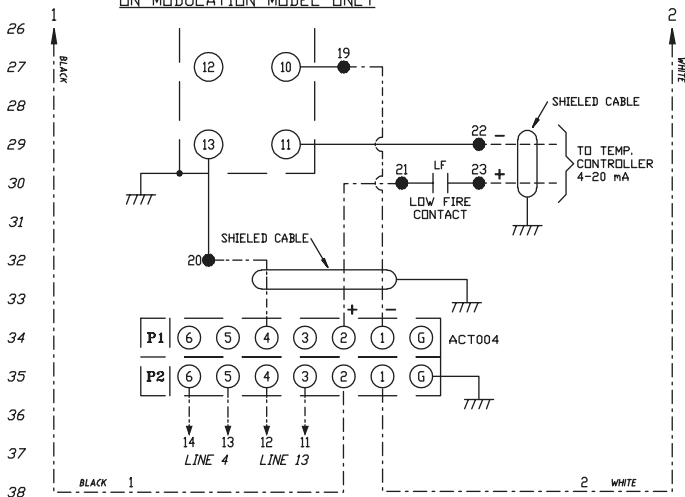 ON MODULATION MODEL ONLY
26
1
2
27
BLACK
12
10
19
WHITE
28
SHIELED CABLE
29
13
11
22
−
TO TEMP.
CONTROLLER
4-20 mA
30
21
LF
23
+
LOW FIRE
CONTACT
31
SHIELED CABLE
32
20
33
+
−
34
P1
6
5
4
3
2
1
G
ACT004
35
P2
6
5
4
3
2
1
G
36
14
13
12
11
37
LINE 4
LINE 13
38
BLACK
1
2
WHITE